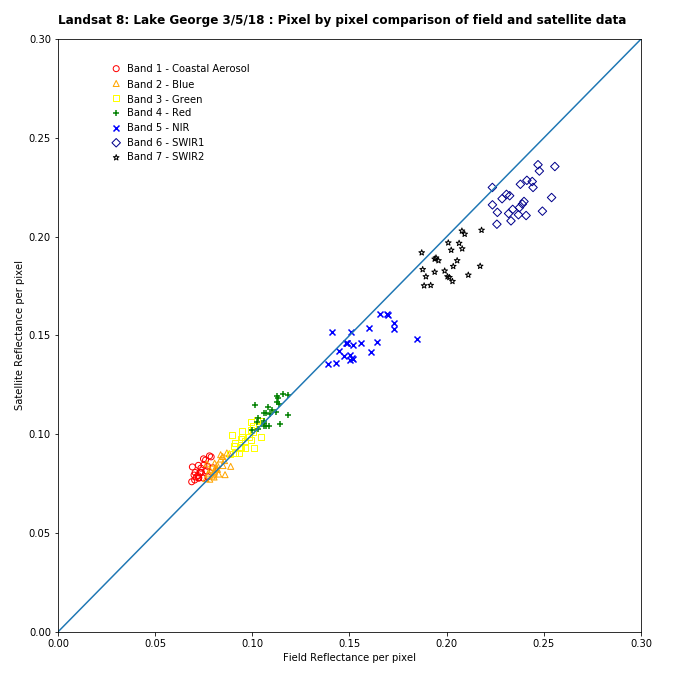 Landsat 8: Lake George 3/5/18 : Pixel by pixel comparison of field and satellite data
0.30
Band 1 - Coastal Aerosol
Band 2 - Blue
Band 3 - Green
Band 4 - Red
Band 5 - NIR
Band 6 - SWIR1
Band 7 - SWIR2
0.25
0.20
0.15
0.10
0.05
0.00
Satellite Reflectance per pixel
0.00 0.05 0.10 0.15 0.20 0.25 0.30
Field Reflectance per pixel